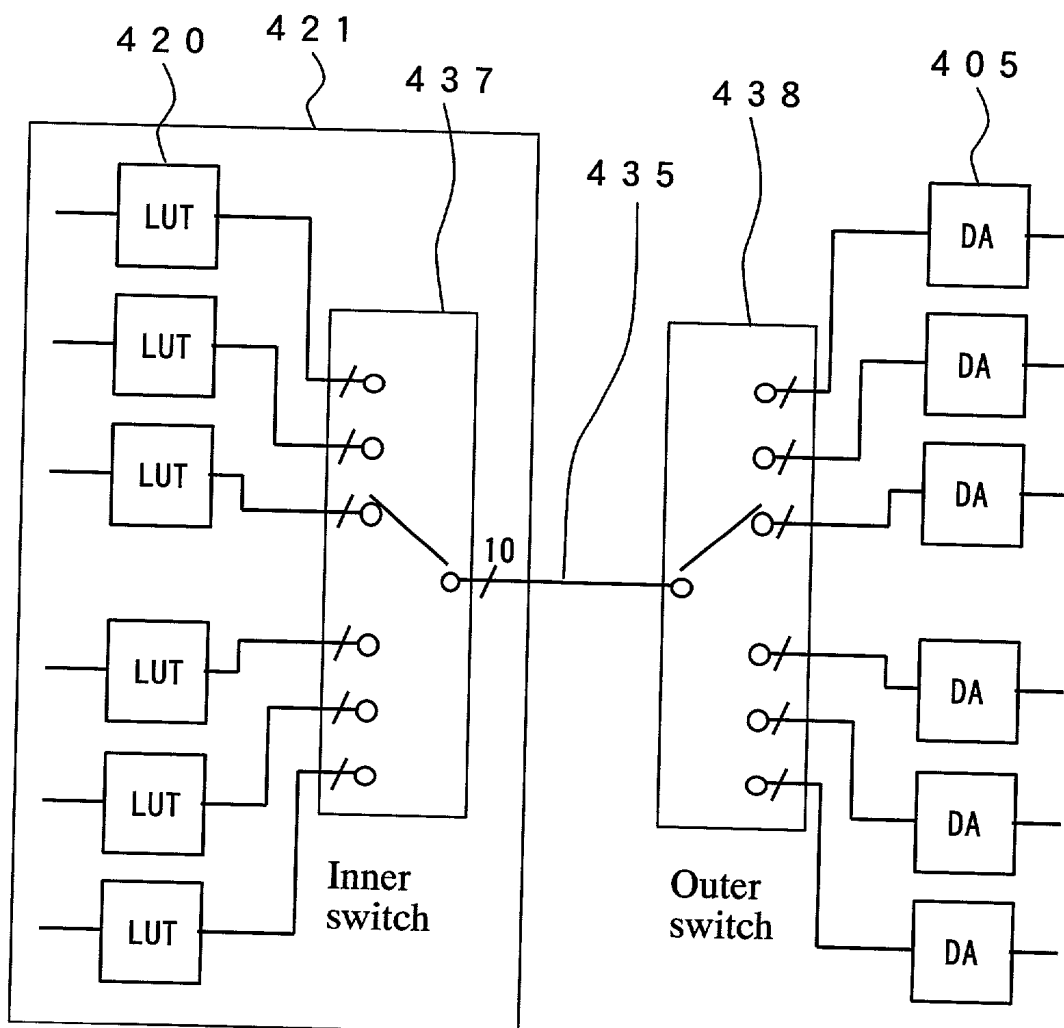 420
421
437
438
405
435
LUT
LUT
LUT
LUT
LUT
LUT
10
DA
DA
DA
DA
DA
DA
Inner
switch
Outer
switch